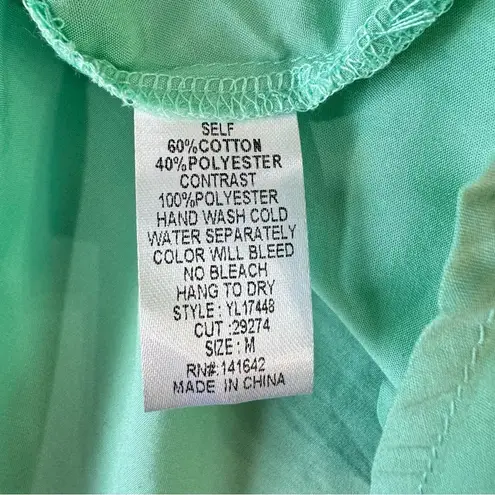 SELF
60%COTTON
40%POLYESTER
CONTRAST
100%POLYESTER
HAND WASH COLD
WATER SEPARATELY
COLOR WILL BLEED
NO BLEACH
HANG TO DRY
STYLE : YL17448
CUT :29274
SIZE: M
RN#:141642
MADE IN CHINA